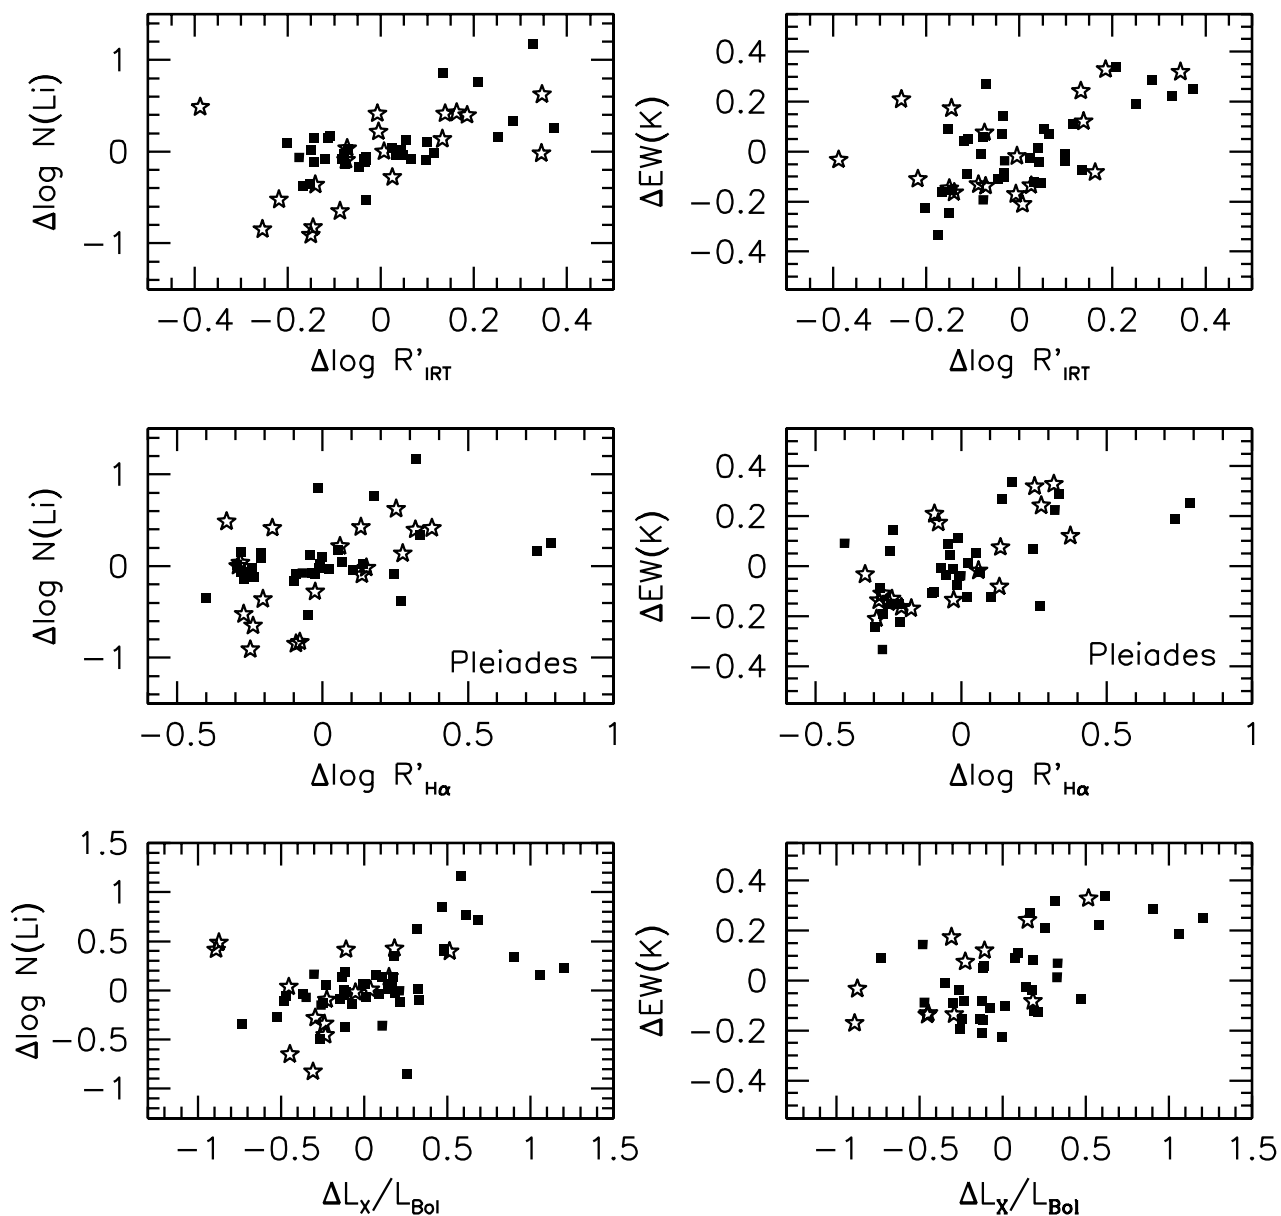 Δlog N(Li)
1
0
−1
−0.4 −0.2 0 0.2 0.4
Δlog R'IRT
ΔEW(K)
0.4
0.2
0
−0.2
−0.4
−0.4 −0.2 0 0.2 0.4
Δlog R'IRT
Δlog N(Li)
1
0
−1
Pleiades
−0.5 0 0.5 1
Δlog R'Hα
ΔEW(K)
0.4
0.2
0
−0.2
−0.4
Pleiades
−0.5 0 0.5 1
Δlog R'Hα
Δlog N(Li)
1.5
1
0.5
0
−0.5
−1
−1 −0.5 0 0.5 1 1.5
ΔLX/LBol
ΔEW(K)
0.4
0.2
0
−0.2
−0.4
−1 −0.5 0 0.5 1 1.5
ΔLX/LBol